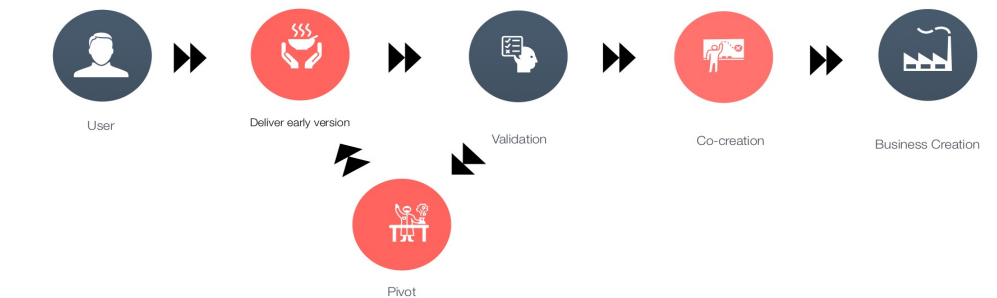 User
Deliver early version
Validation
Co-creation
Business Creation
Pivot